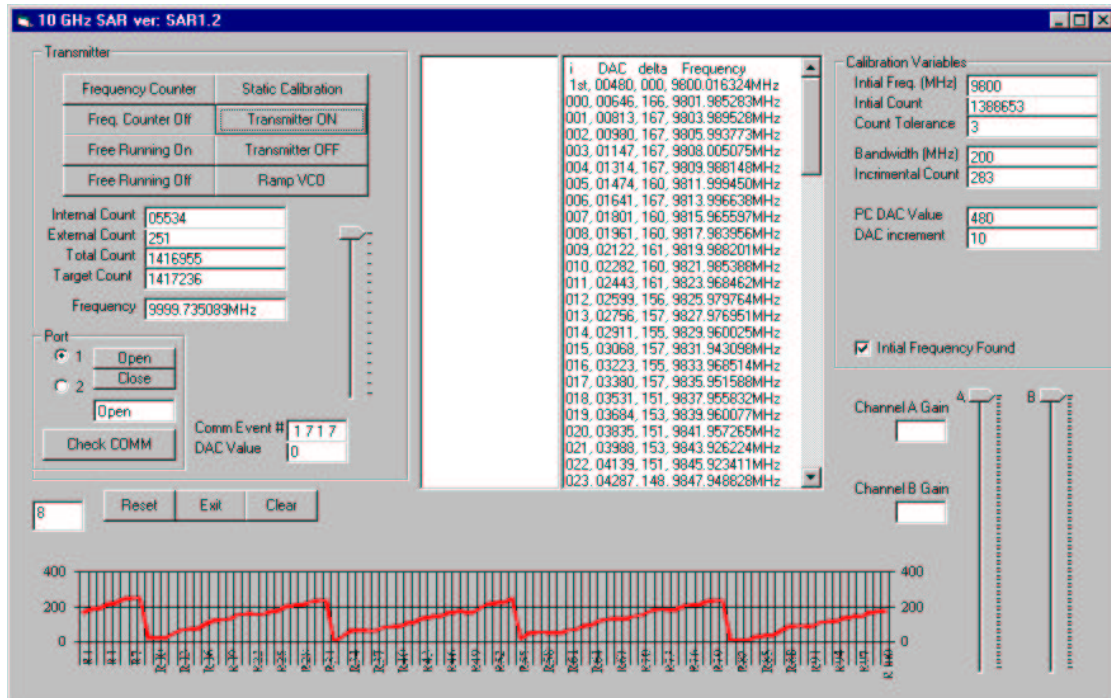 10 GHz SAR ver: SAR1.2
Transmitter
Frequency Counter Static Calibration
Freq. Counter Off Transmitter ON
Free Running On Transmitter OFF
Free Running Off Ramp VCO
Internal Count 05534
External Count 251
Total Count 1416955
Target Count 1417236
Frequency 9999.735089MHz
Port
1 Open
2 Close
Open
Check COMM
Comm Event # 1 7 1 7
DAC Value 0
i DAC delta Frequency
1st, 00480, 000, 9800.016324MHz
000, 00646, 166, 9801.985283MHz
001, 00813, 167, 9803.989528MHz
002, 00980, 167, 9805.993773MHz
003, 01147, 167, 9808.005075MHz
004, 01314, 167, 9809.988148MHz
005, 01474, 160, 9811.999450MHz
006, 01641, 167, 9813.996638MHz
007, 01801, 160, 9815.965597MHz
008, 01961, 160, 9817.983956MHz
009, 02122, 161, 9819.988201MHz
010, 02282, 160, 9821.985388MHz
011, 02443, 161, 9823.968462MHz
012, 02599, 156, 9825.979764MHz
013, 02756, 157, 9827.976951MHz
014, 02911, 155, 9829.960025MHz
015, 03068, 157, 9831.943098MHz
016, 03223, 155, 9833.968514MHz
017, 03380, 157, 9835.951588MHz
018, 03531, 151, 9837.955832MHz
019, 03684, 153, 9839.960077MHz
020, 03835, 151, 9841.957265MHz
021, 03988, 153, 9843.926224MHz
022, 04139, 151, 9845.923411MHz
023, 04287, 148, 9847.948828MHz
Calibration Variables
Intial Freq. (MHz) 9800
Intial Count 1388653
Count Tolerance 3
Bandwidth (MHz) 200
Incrimental Count 283
PC DAC Value 480
DAC increment 10
Intial Frequency Found
A B
Channel A Gain
Channel B Gain
8 Reset Exit Clear
400 400
200 200
0 0